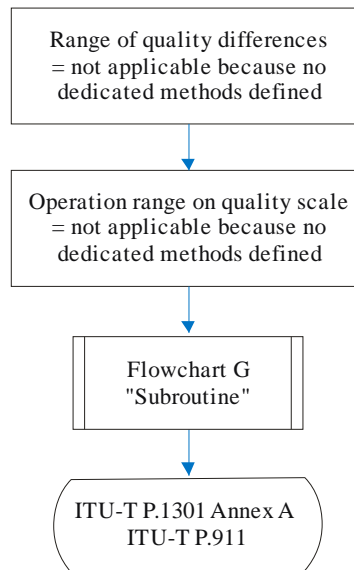 Range of quality differences
= not applicable because no
dedicated methods defined
Operation range on quality scale
= not applicable because no
dedicated methods defined
Flowchart G
"Subroutine"
ITU-T P.1301 Annex A
ITU-T P.911